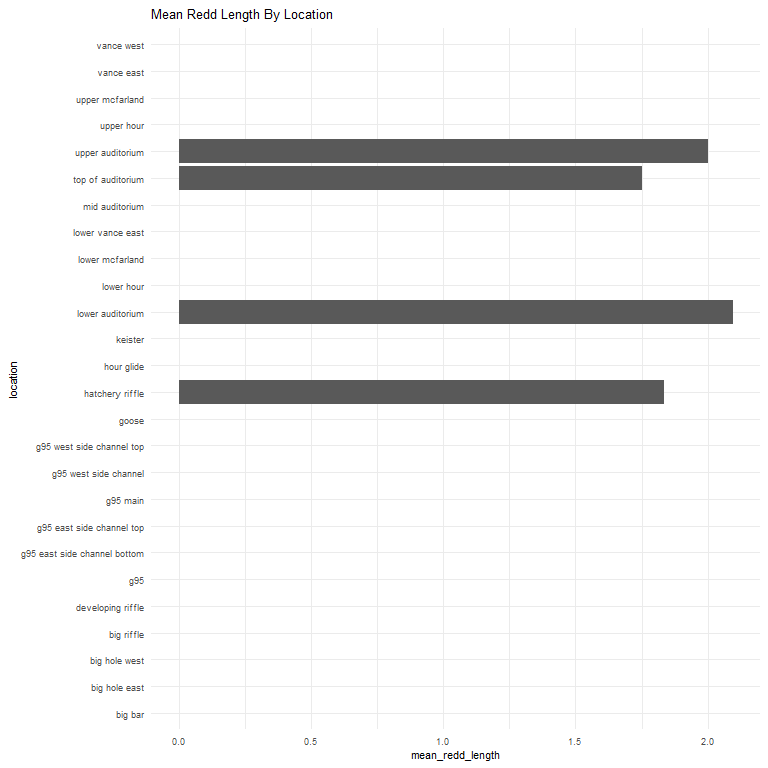 Mean Redd Length By Location
vance west
vance east
upper mcfarland
upper hour
upper auditorium
top of auditorium
mid auditorium
lower vance east
lower mcfarland
lower hour
lower auditorium
keister
hour glide
hatchery riffle
goose
g95 west side channel top
g95 west side channel
g95 main
g95 east side channel top
g95 east side channel bottom
g95
developing riffle
big riffle
big hole west
big hole east
big bar
location
0.0 0.5 1.0 1.5 2.0
mean_redd_length